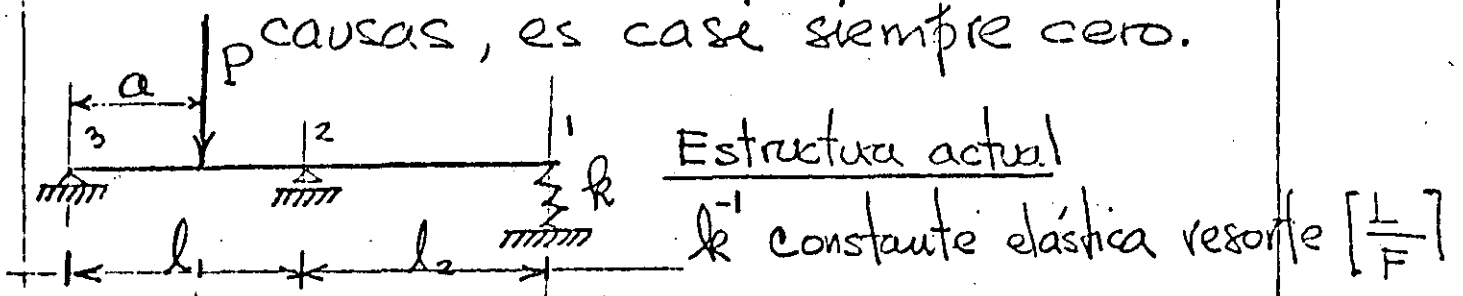 causas, es casi siempre cero.
P
a
3
2
1
Estructura actual
k
k⁻¹ constante elástica resorte [L/F]
l₁
l₂